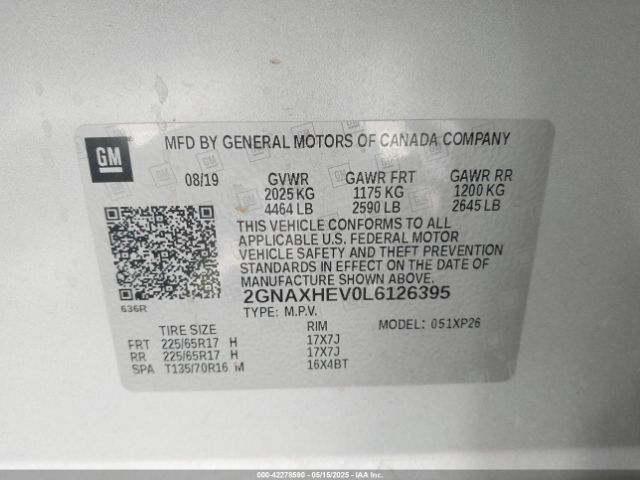 GM
MFD BY GENERAL MOTORS OF CANADA COMPANY
08/19 GVWR GAWR FRT GAWR RR
2025 KG 1175 KG 1200 KG
4464 LB 2590 LB 2645 LB
THIS VEHICLE CONFORMS TO ALL
APPLICABLE U.S. FEDERAL MOTOR
VEHICLE SAFETY AND THEFT PREVENTION
STANDARDS IN EFFECT ON THE DATE OF
MANUFACTURE SHOWN ABOVE.
2GNAXHEV0L6126395
636R
TYPE: M.P.V.
TIRE SIZE RIM MODEL: 051XP26
FRT 225/65R17 H 17X7J
RR 225/65R17 H 17X7J
SPA T135/70R16 M 16X4BT
000-42278590 - 05/15/2025 - IAA, Inc.